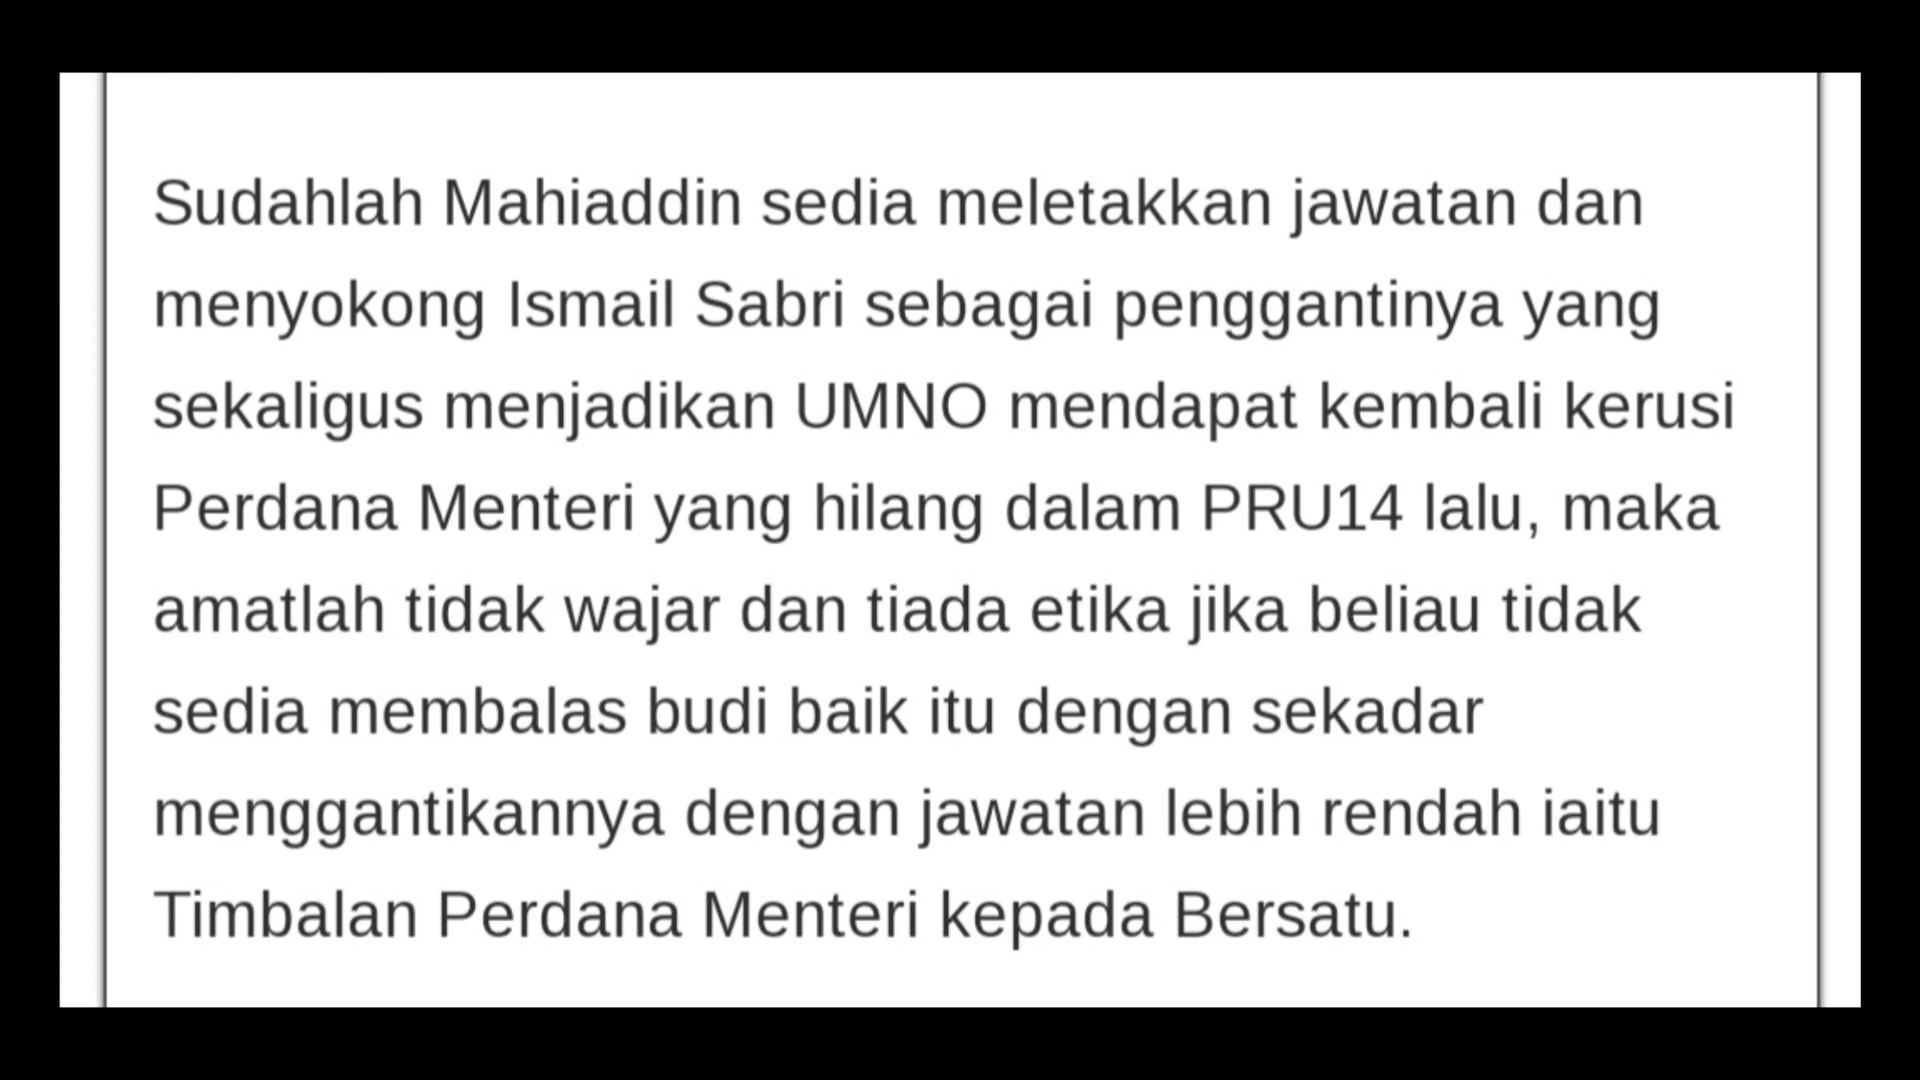 Sudahlah Mahiaddin sedia meletakkan jawatan dan
menyokong Ismail Sabri sebagai penggantinya yang
sekaligus menjadikan UMNO mendapat kembali kerusi
Perdana Menteri yang hilang dalam PRU14 lalu, maka
amatlah tidak wajar dan tiada etika jika beliau tidak
sedia membalas budi baik itu dengan sekadar
menggantikannya dengan jawatan lebih rendah iaitu
Timbalan Perdana Menteri kepada Bersatu.